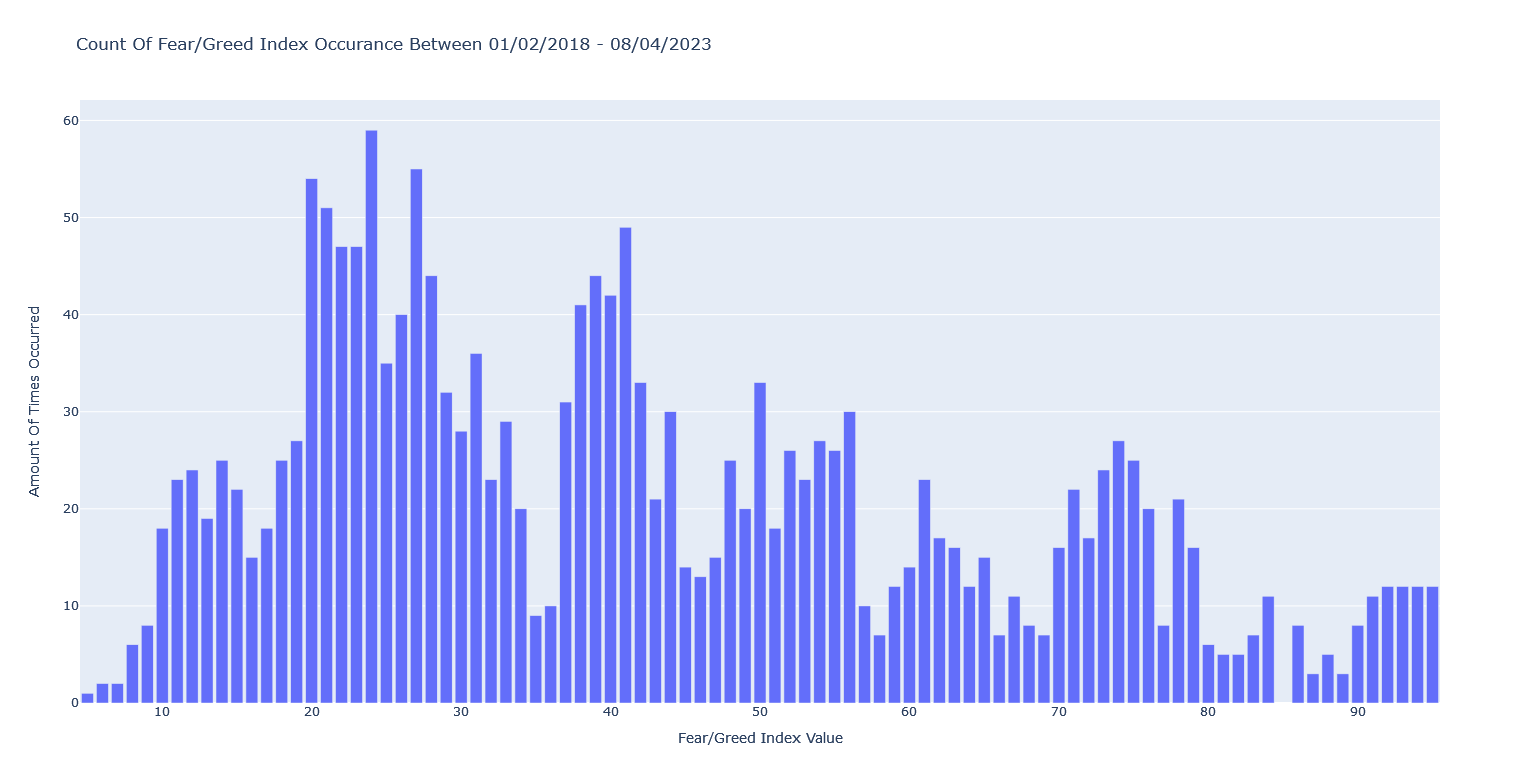 Count Of Fear/Greed Index Occurance Between 01/02/2018 - 08/04/2023
Amount Of Times Occurred
60
50
40
30
20
10
0
10 20 30 40 50 60 70 80 90
Fear/Greed Index Value